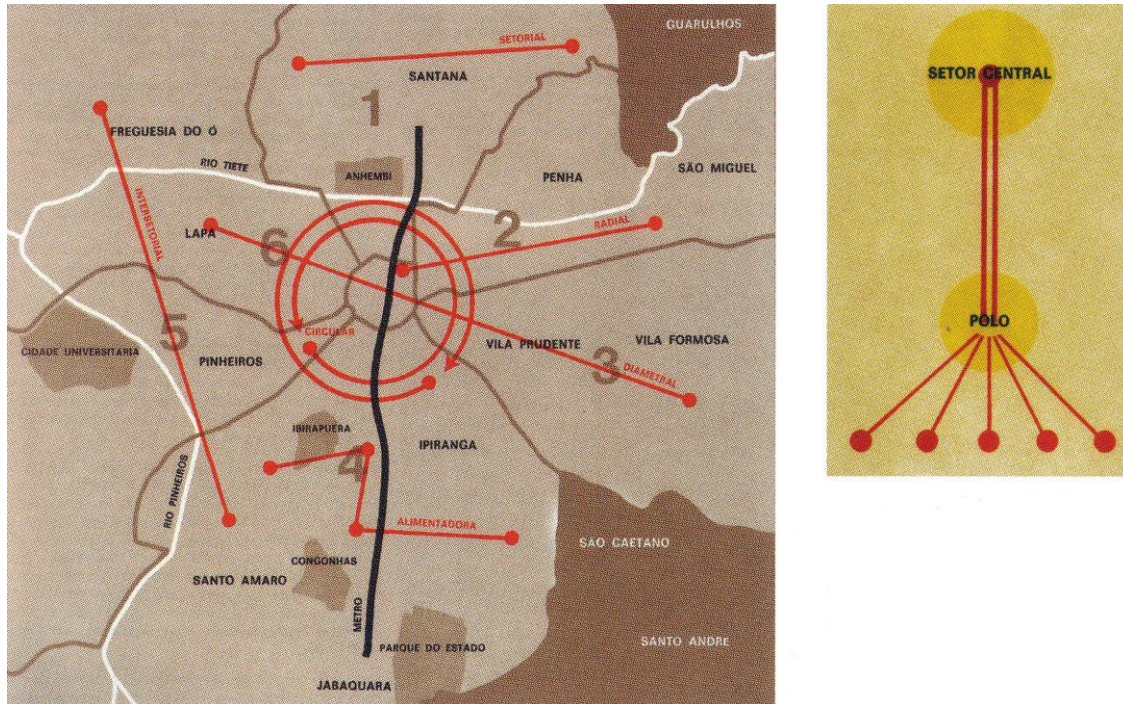 GUARULHOS
SETORIAL
SANTANA
1
FREGUESIA DO Ó
RIO TIETE
ANHEMBI
PENHA
SÃO MIGUEL
INTERSETORIAL
LAPA
6
2
RADIAL
CIRCULAR
5
CIDADE UNIVERSITARIA
PINHEIROS
VILA PRUDENTE
VILA FORMOSA
3
DIAMETRAL
IBIRAPUERA
4
IPIRANGA
RIO PINHEIROS
ALIMENTADORA
SÃO CAETANO
CONGONHAS
SANTO AMARO
METRO
PARQUE DO ESTADO
SANTO ANDRE
JABAQUARA
SETOR CENTRAL
POLO